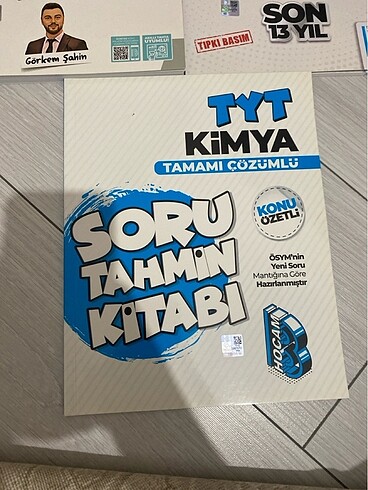 Görkem Şahin
SON
13 YIL
TIPKI BASIM
TYT
KİMYA
TAMAMI ÇÖZÜMLÜ
SORU
TAHMİN
KİTABI
KONU
ÖZETLİ
ÖSYM'nin
Yeni Soru
Mantığına Göre
Hazırlanmıştır
HOCAM